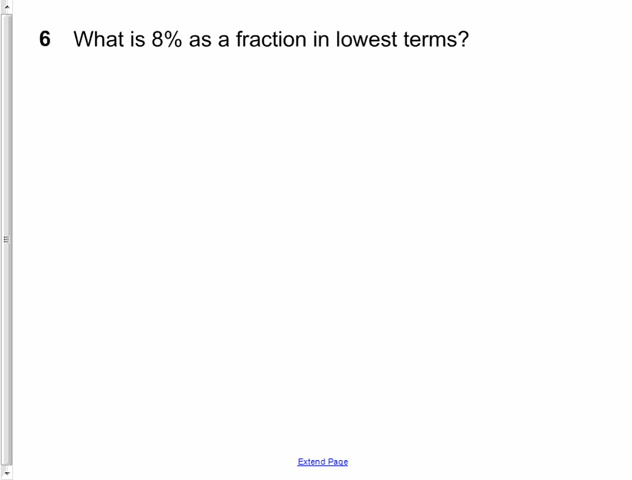 6 What is 8% as a fraction in lowest terms?
Extend Page